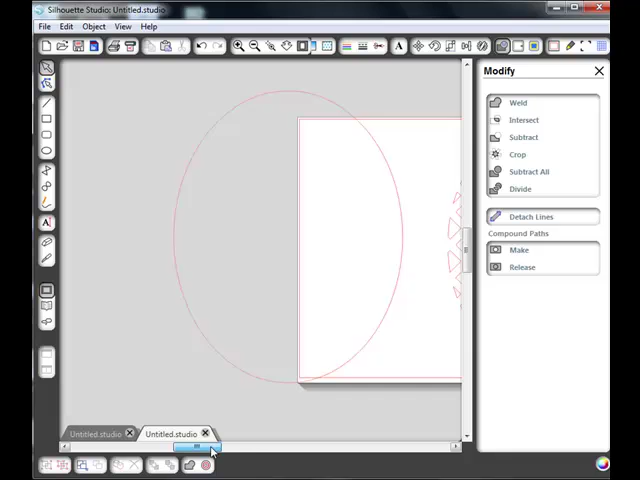 Silhouette Studio: Untitled.studio
File Edit Object View Help
Modify
Weld
Intersect
Subtract
Crop
Subtract All
Divide
Detach Lines
Compound Paths
Make
Release
Untitled.studio Untitled.studio